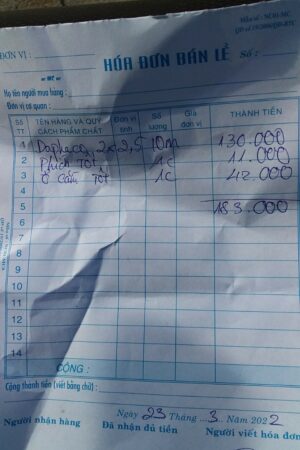 Mẫu số: NĐBI-MC
ĐƠN VỊ :
HÓA ĐƠN BÁN LẺ Số :
Họ tên người mua hàng :
Đơn vị cơ quan :
Số TT TÊN HÀNG VÀ QUY CÁCH PHẨM CHẤT Đơn vị tính Số lượng Giá đơn vị THÀNH TIỀN
1 Daphaco 2x2,5 10m 130.000
2 Phích Tốt 1c 11.000
3 Ổ Cắm Tốt 1c 42.000
4
5 183.000
6
7
8
9
10
11
12
13
14
CỘNG :
Cộng thành tiền (viết bằng chữ) :
Ngày 23 Tháng 3 Năm 2022
Người nhận hàng Đã nhận đủ tiền Người viết hóa đơn